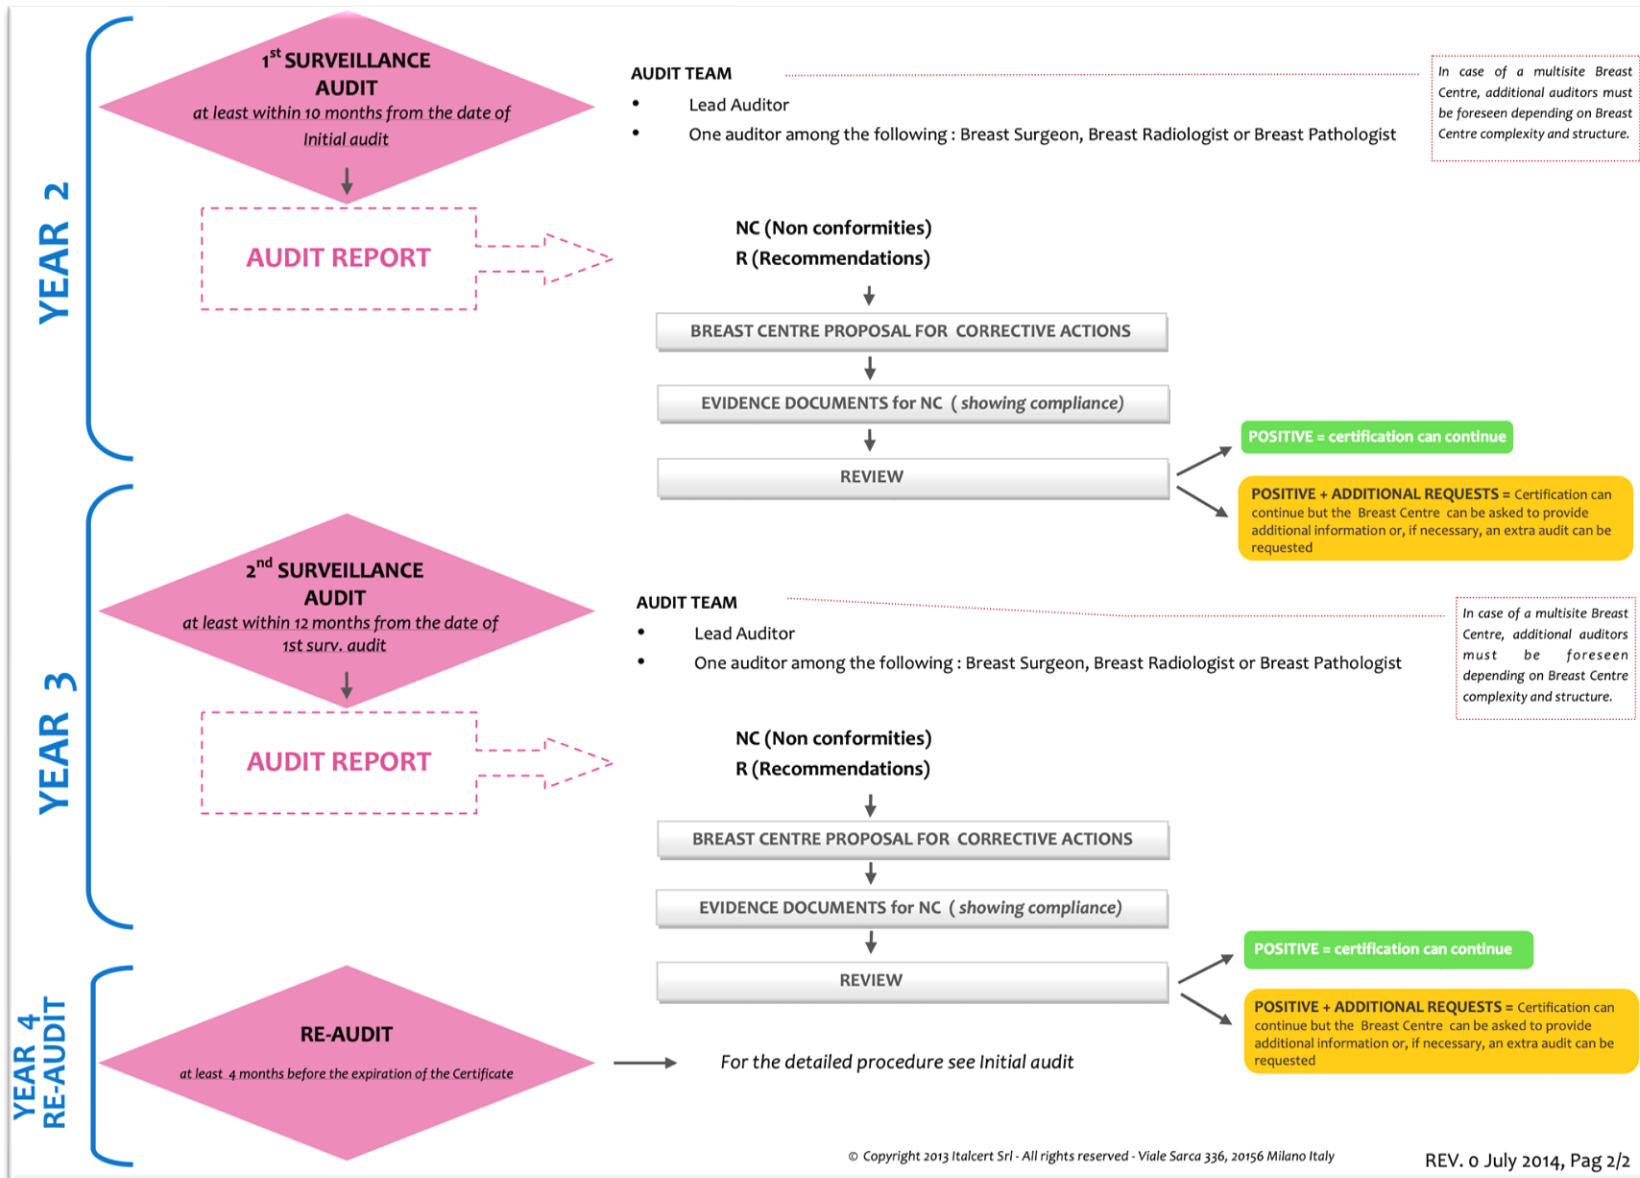 YEAR 2
1st SURVEILLANCE
AUDIT
at least within 10 months from the date of
Initial audit
AUDIT REPORT
AUDIT TEAM
• Lead Auditor
• One auditor among the following : Breast Surgeon, Breast Radiologist or Breast Pathologist
In case of a multisite Breast
Centre, additional auditors must
be foreseen depending on Breast
Centre complexity and structure.
NC (Non conformities)
R (Recommendations)
BREAST CENTRE PROPOSAL FOR CORRECTIVE ACTIONS
EVIDENCE DOCUMENTS for NC ( showing compliance)
REVIEW
POSITIVE = certification can continue
POSITIVE + ADDITIONAL REQUESTS = Certification can
continue but the Breast Centre can be asked to provide
additional information or, if necessary, an extra audit can be
requested
YEAR 3
2nd SURVEILLANCE
AUDIT
at least within 12 months from the date of
1st surv. audit
AUDIT REPORT
AUDIT TEAM
• Lead Auditor
• One auditor among the following : Breast Surgeon, Breast Radiologist or Breast Pathologist
In case of a multisite Breast
Centre, additional auditors
must be foreseen
depending on Breast Centre
complexity and structure.
NC (Non conformities)
R (Recommendations)
BREAST CENTRE PROPOSAL FOR CORRECTIVE ACTIONS
EVIDENCE DOCUMENTS for NC ( showing compliance)
REVIEW
POSITIVE = certification can continue
POSITIVE + ADDITIONAL REQUESTS = Certification can
continue but the Breast Centre can be asked to provide
additional information or, if necessary, an extra audit can be
requested
YEAR 4
RE-AUDIT
RE-AUDIT
at least 4 months before the expiration of the Certificate
For the detailed procedure see Initial audit
© Copyright 2013 Italcert Srl - All rights reserved - Viale Sarca 336, 20156 Milano Italy
REV. 0 July 2014, Pag 2/2